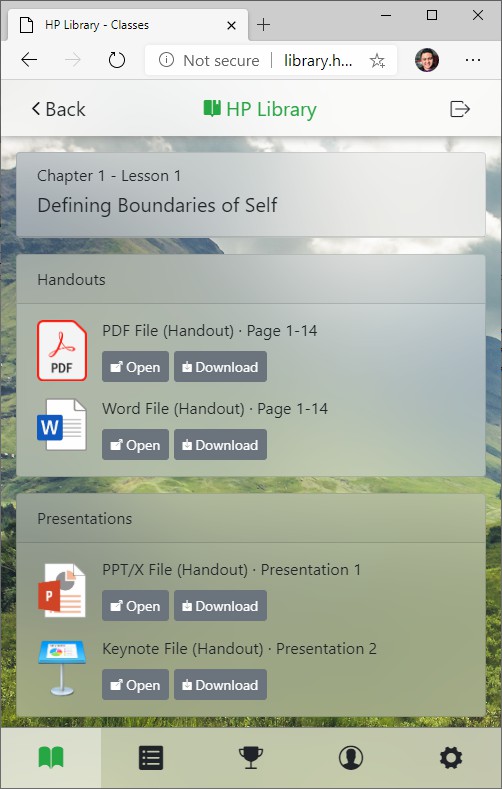 HP Library - Classes
Not secure
library.h...
Back
HP Library
Chapter 1 - Lesson 1
Defining Boundaries of Self
Handouts
PDF File (Handout) · Page 1-14
PDF
Open
Download
Word File (Handout) · Page 1-14
W
Open
Download
Presentations
PPT/X File (Handout) · Presentation 1
P
Open
Download
Keynote File (Handout) · Presentation 2
Open
Download